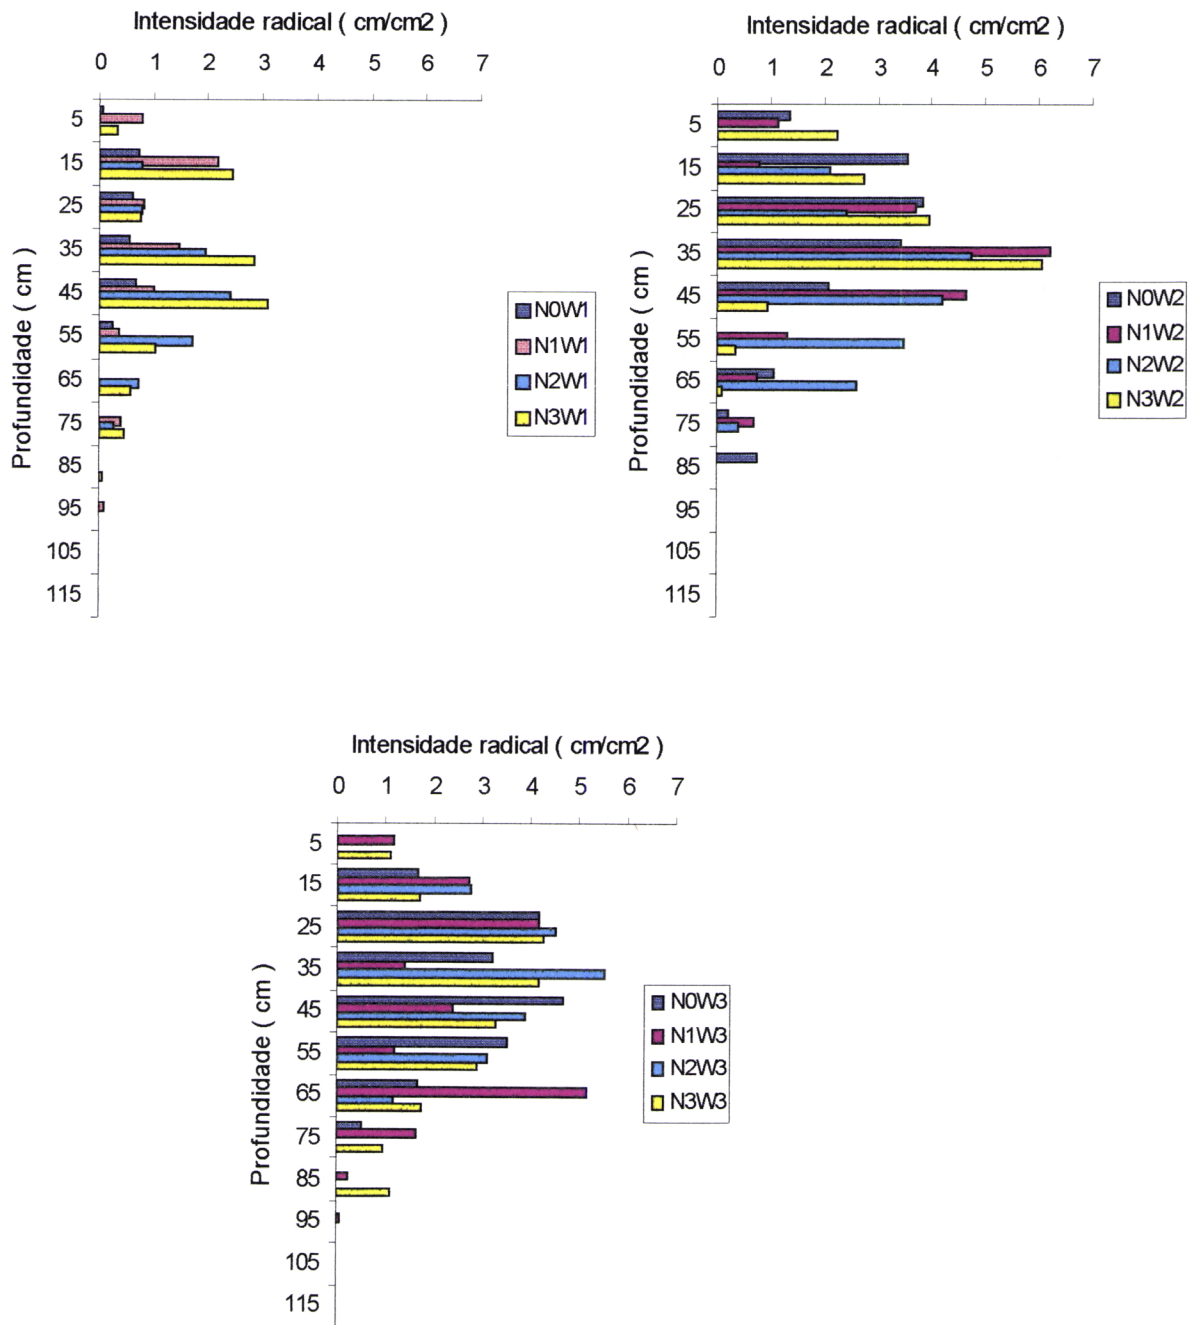 Intensidade radical ( cm/cm2 )
0 1 2 3 4 5 6 7
5
15
25
35
45
55
65
75
85
95
105
115
Profundidade ( cm )
N0W1
N1W1
N2W1
N3W1
Intensidade radical ( cm/cm2 )
0 1 2 3 4 5 6 7
5
15
25
35
45
55
65
75
85
95
105
115
Profundidade ( cm )
N0W2
N1W2
N2W2
N3W2
Intensidade radical ( cm/cm2 )
0 1 2 3 4 5 6 7
5
15
25
35
45
55
65
75
85
95
105
115
Profundidade ( cm )
N0W3
N1W3
N2W3
N3W3